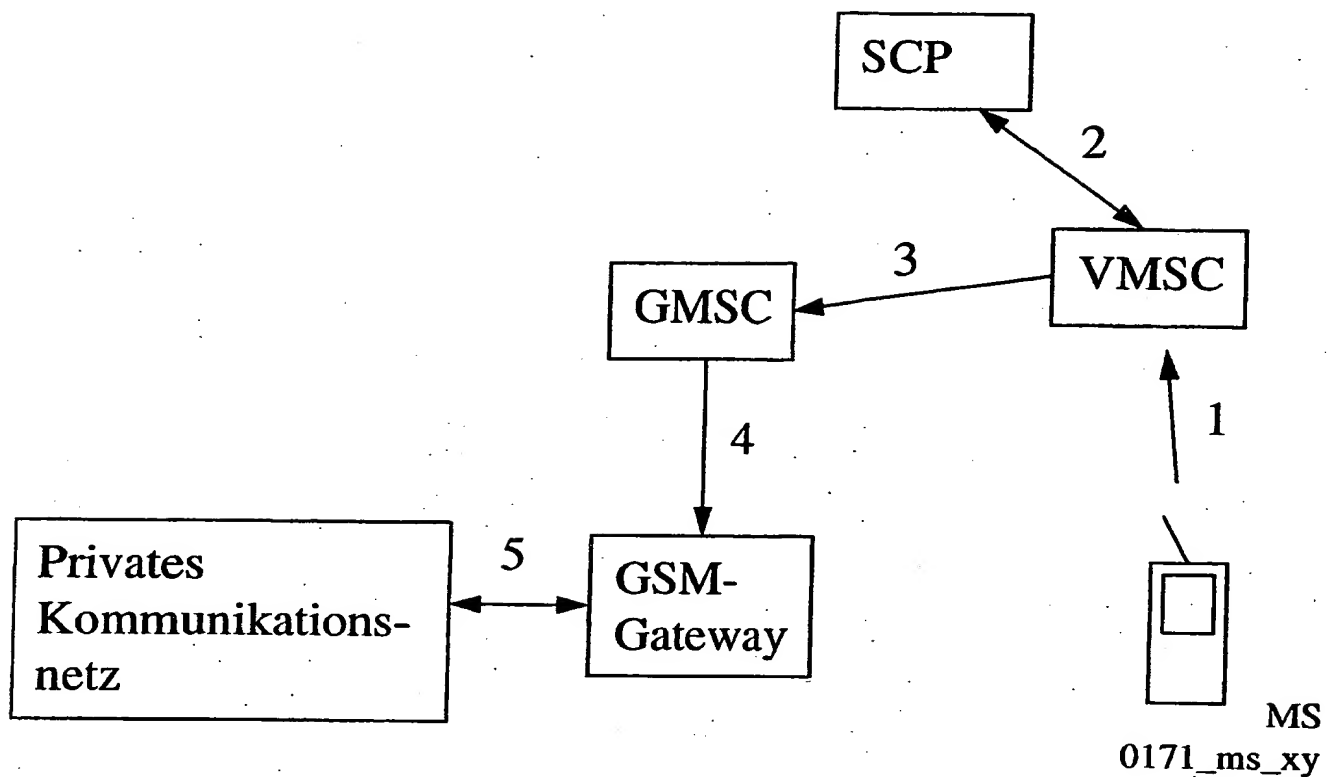 SCP
2
3
VMSC
GMSC
1
4
5
Privates
Kommunikations-
netz
GSM-
Gateway
MS
0171_ms_xy